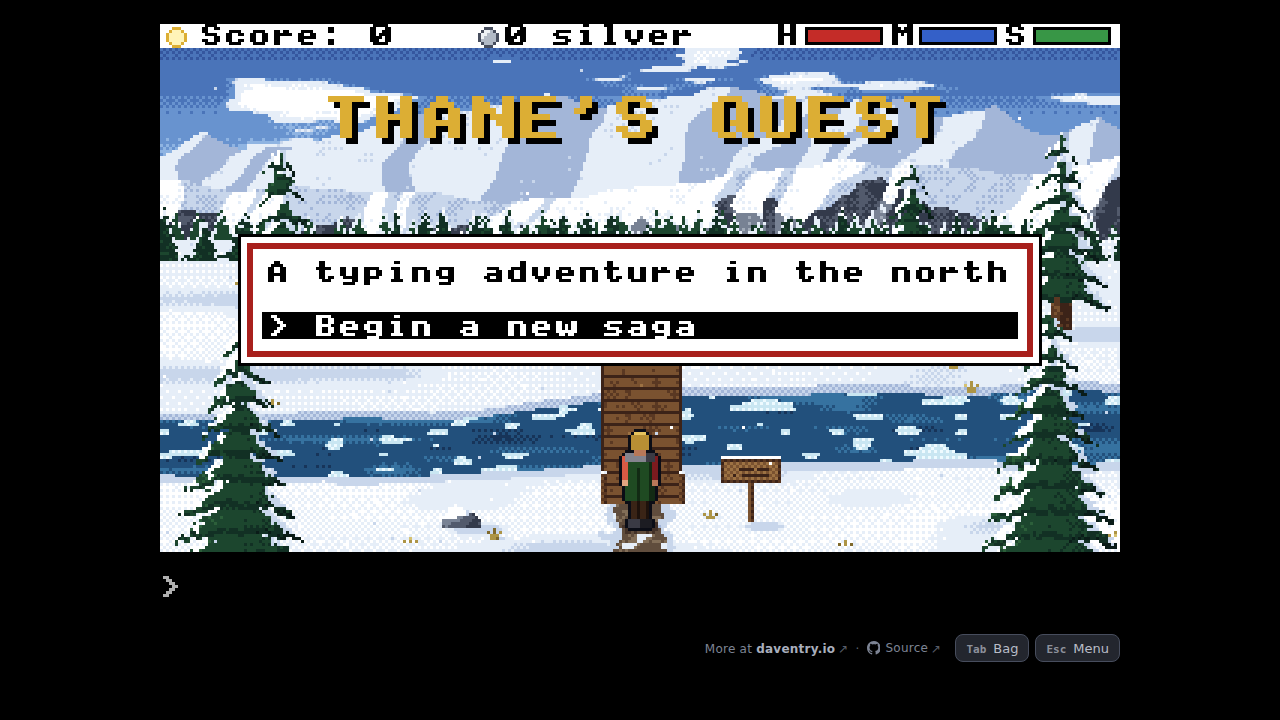 Score: 0 0 silver H M S
THANE'S QUEST
A typing adventure in the north
> Begin a new saga
>
More at daventry.io ↗ · Source ↗ Tab Bag Esc Menu